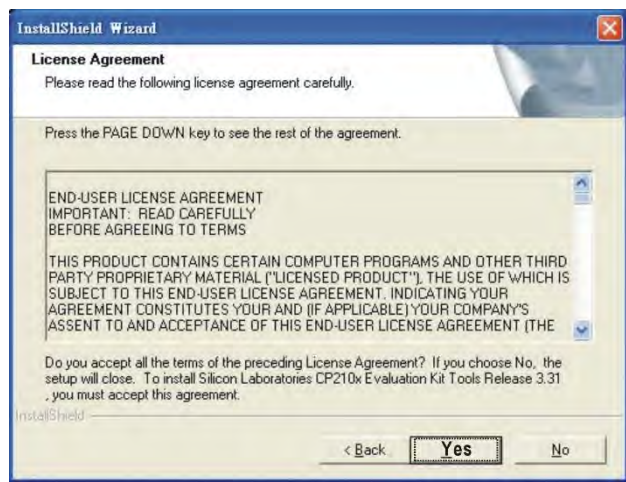 InstallShield Wizard
License Agreement
Please read the following license agreement carefully.
Press the PAGE DOWN key to see the rest of the agreement.
END-USER LICENSE AGREEMENT
IMPORTANT: READ CAREFULLY
BEFORE AGREEING TO TERMS
THIS PRODUCT CONTAINS CERTAIN COMPUTER PROGRAMS AND OTHER THIRD
PARTY PROPRIETARY MATERIAL ("LICENSED PRODUCT"), THE USE OF WHICH IS
SUBJECT TO THIS END-USER LICENSE AGREEMENT. INDICATING YOUR
AGREEMENT CONSTITUTES YOUR AND (IF APPLICABLE) YOUR COMPANY'S
ASSENT TO AND ACCEPTANCE OF THIS END-USER LICENSE AGREEMENT (THE
Do you accept all the terms of the preceding License Agreement? If you choose No, the
setup will close. To install Silicon Laboratories CP210x Evaluation Kit Tools Release 3.31
, you must accept this agreement.
InstallShield
< Back
Yes
No